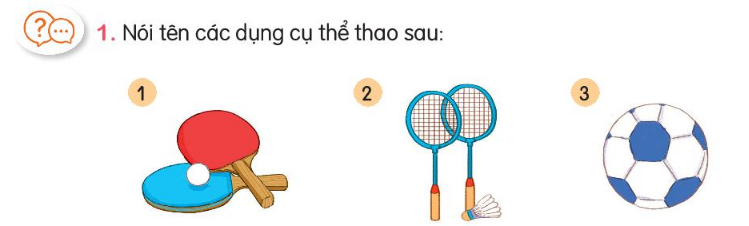 1. Nói tên các dụng cụ thể thao sau:
1
2
3